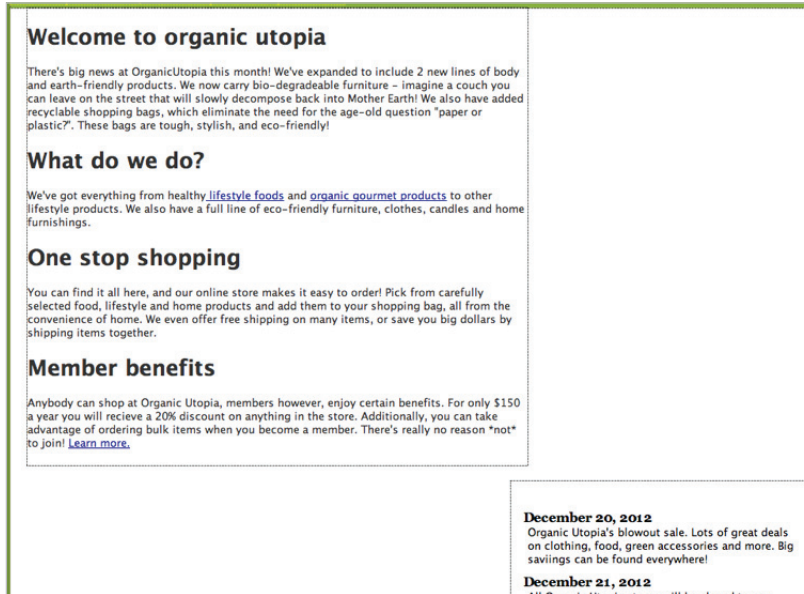 Welcome to organic utopia
There's big news at OrganicUtopia this month! We've expanded to include 2 new lines of body
and earth-friendly products. We now carry bio-degradeable furniture – imagine a couch you
can leave on the street that will slowly decompose back into Mother Earth! We also have added
recyclable shopping bags, which eliminate the need for the age-old question "paper or
plastic?". These bags are tough, stylish, and eco-friendly!
What do we do?
We've got everything from healthy lifestyle foods and organic gourmet products to other
lifestyle products. We also have a full line of eco-friendly furniture, clothes, candles and home
furnishings.
One stop shopping
You can find it all here, and our online store makes it easy to order! Pick from carefully
selected food, lifestyle and home products and add them to your shopping bag, all from the
convenience of home. We even offer free shipping on many items, or save you big dollars by
shipping items together.
Member benefits
Anybody can shop at Organic Utopia, members however, enjoy certain benefits. For only $150
a year you will recieve a 20% discount on anything in the store. Additionally, you can take
advantage of ordering bulk items when you become a member. There's really no reason *not*
to join! Learn more.
December 20, 2012
Organic Utopia's blowout sale. Lots of great deals
on clothing, food, green accessories and more. Big
saviings can be found everywhere!
December 21, 2012